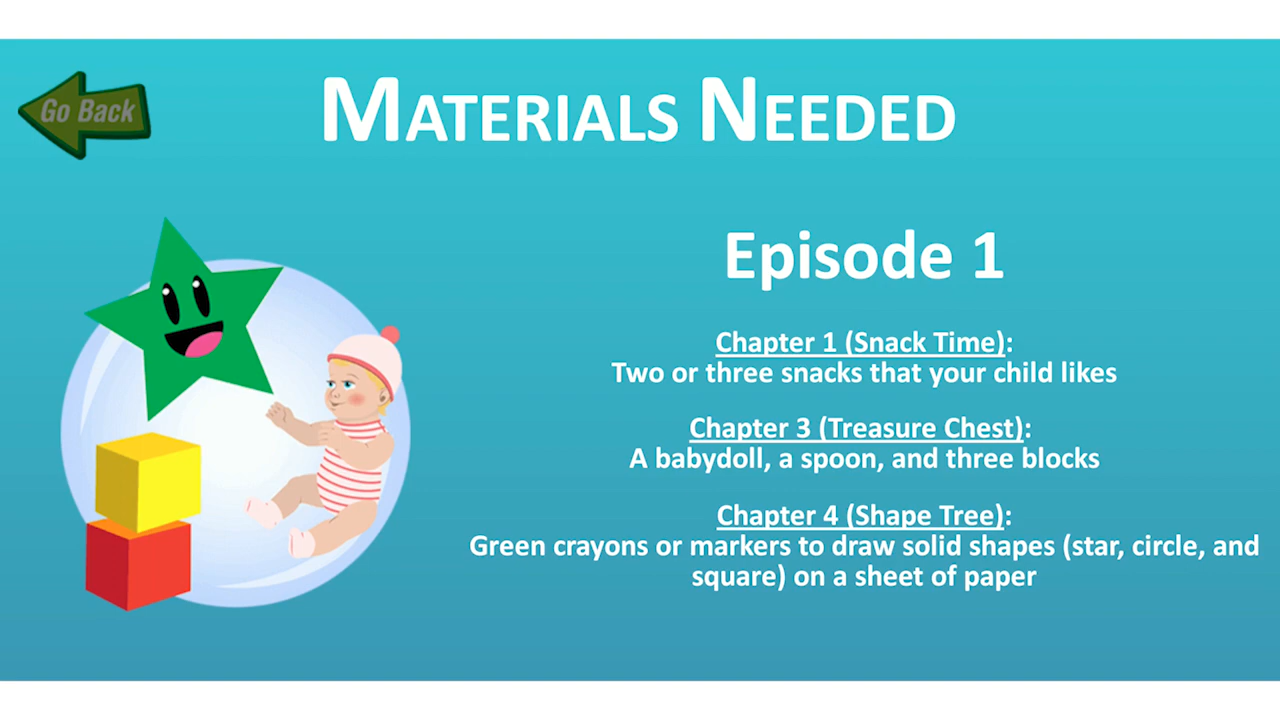 Go Back
MATERIALS NEEDED
Episode 1
Chapter 1 (Snack Time):
Two or three snacks that your child likes
Chapter 3 (Treasure Chest):
A babydoll, a spoon, and three blocks
Chapter 4 (Shape Tree):
Green crayons or markers to draw solid shapes (star, circle, and
square) on a sheet of paper